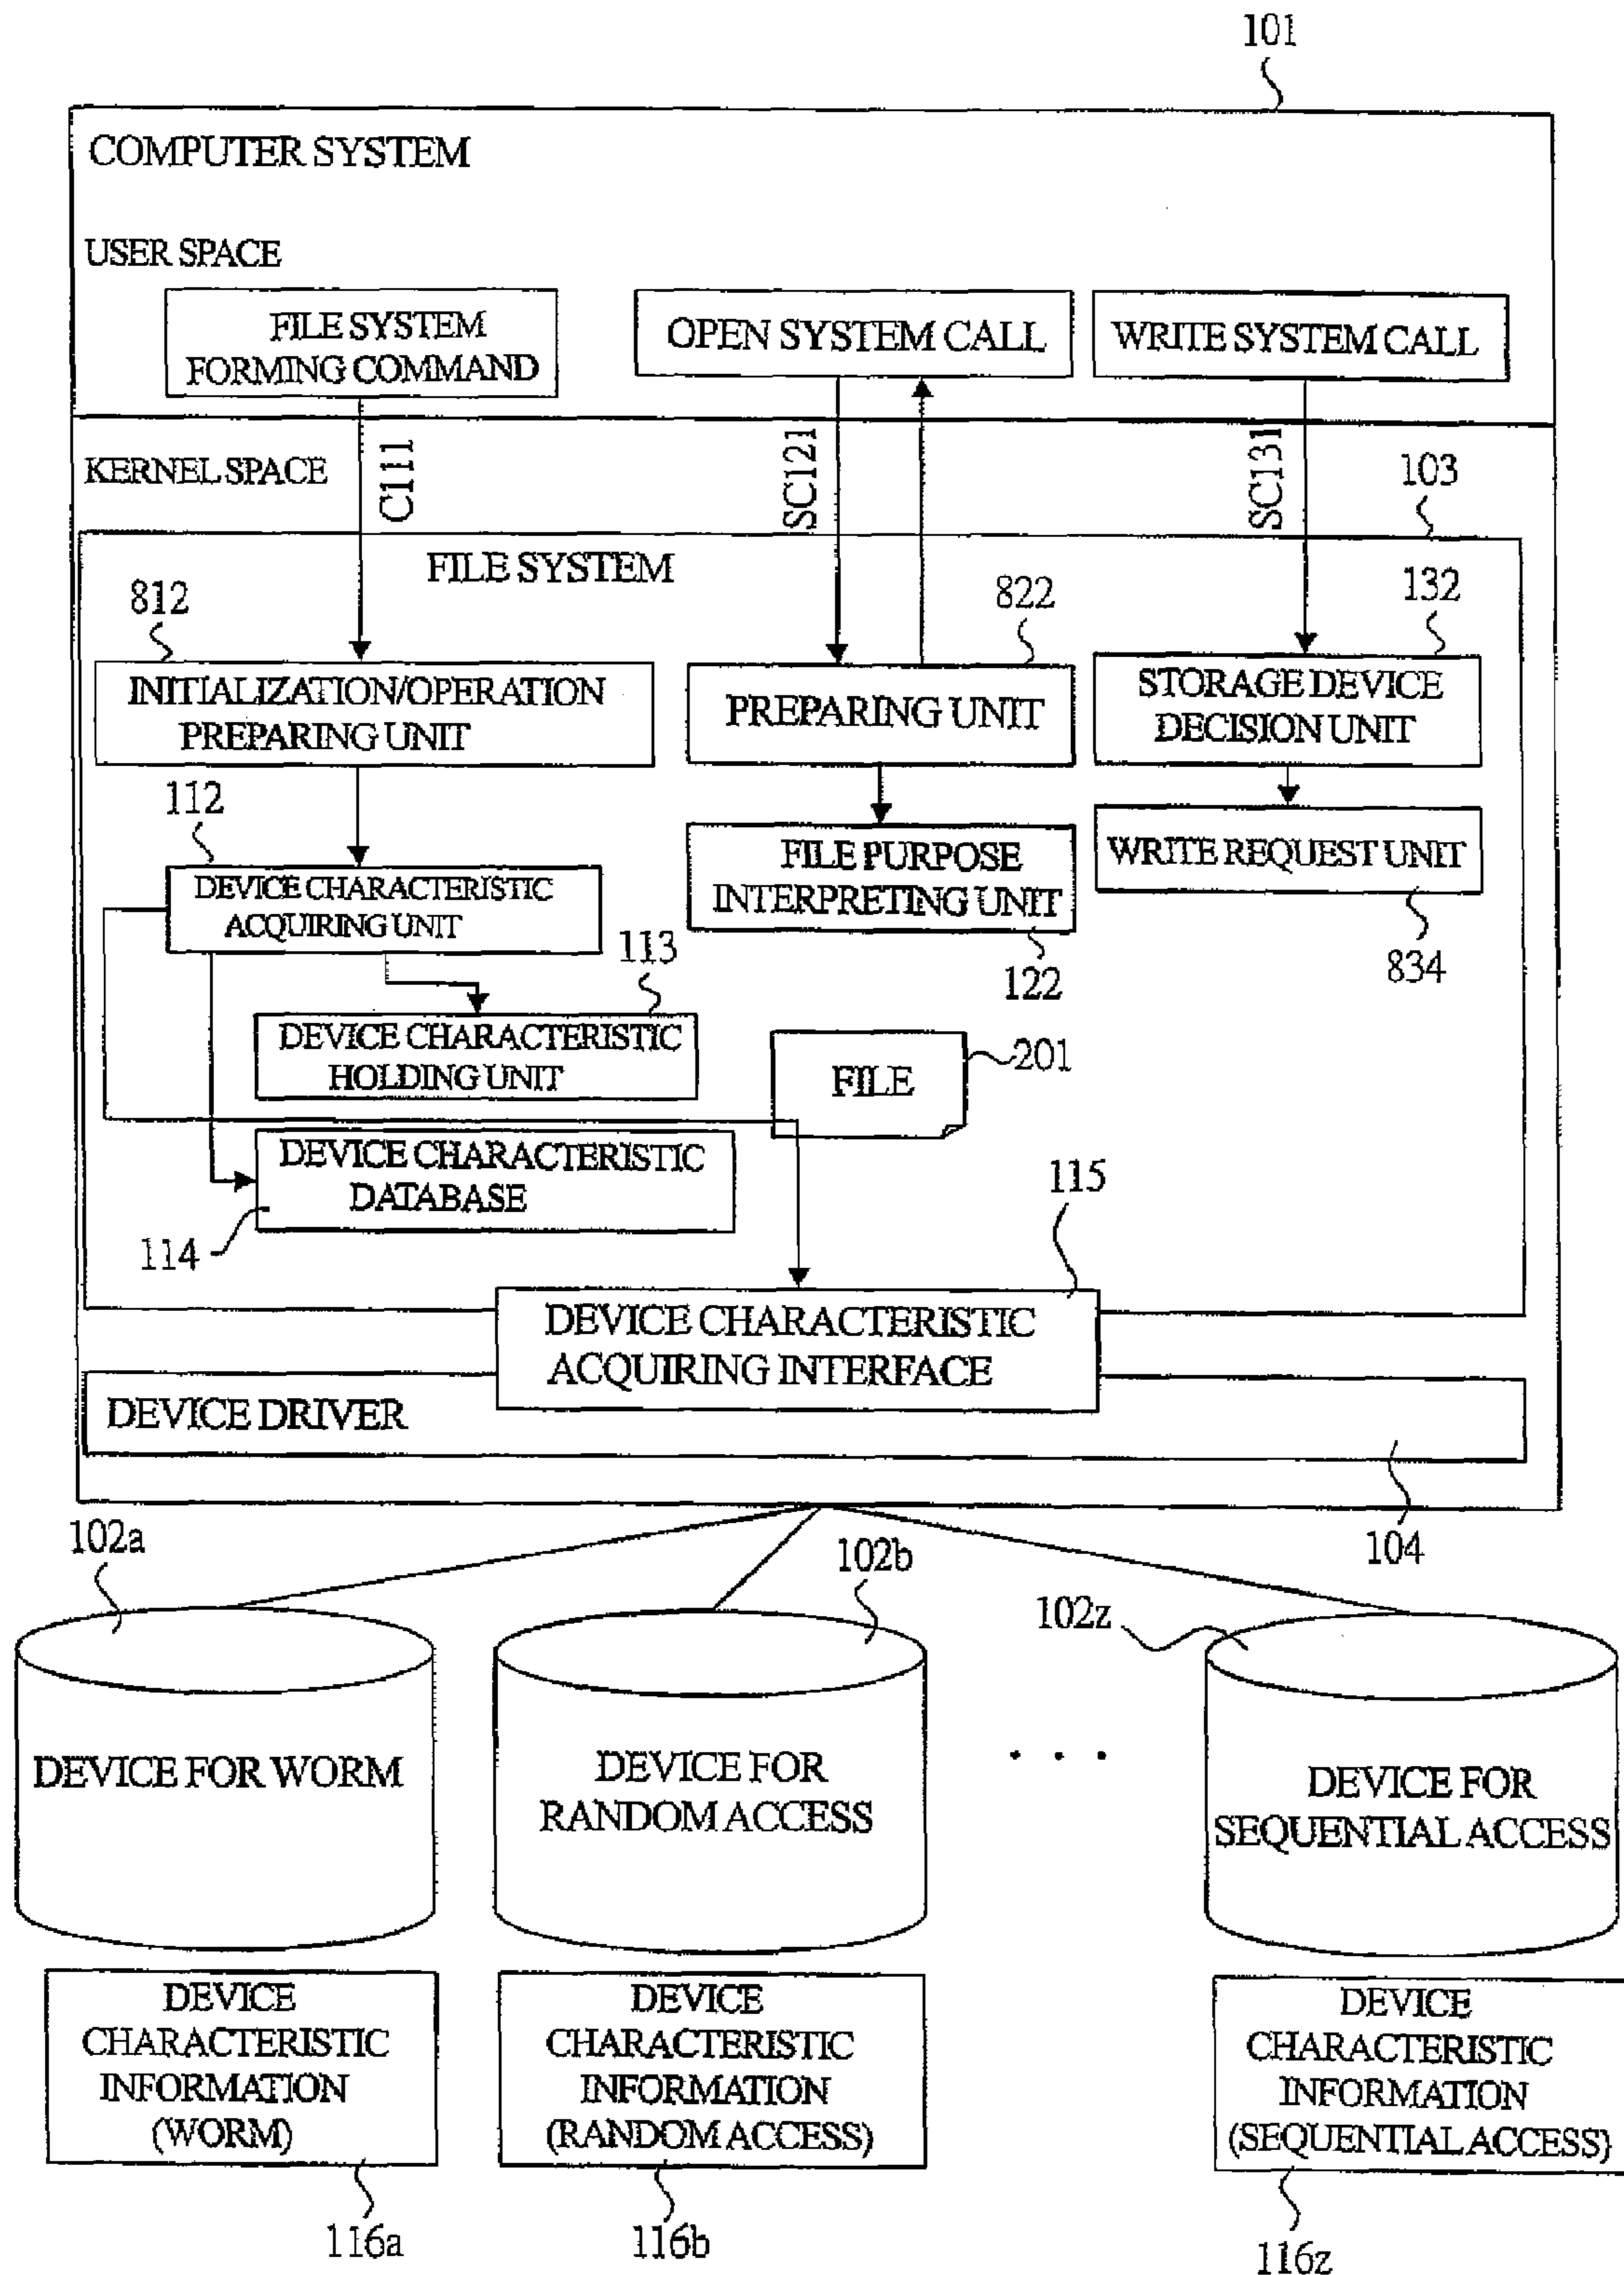 101
COMPUTER SYSTEM
USER SPACE
FILE SYSTEM
FORMING COMMAND
OPEN SYSTEM CALL
WRITE SYSTEM CALL
KERNEL SPACE
C111
SC121
SC131
103
FILE SYSTEM
812
822
132
INITIALIZATION/OPERATION
PREPARING UNIT
PREPARING UNIT
STORAGE DEVICE
DECISION UNIT
112
DEVICE CHARACTERISTIC
ACQUIRING UNIT
FILE PURPOSE
INTERPRETING UNIT
WRITE REQUEST UNIT
113
122
834
DEVICE CHARACTERISTIC
HOLDING UNIT
FILE
201
DEVICE CHARACTERISTIC
DATABASE
114
115
DEVICE CHARACTERISTIC
ACQUIRING INTERFACE
DEVICE DRIVER
104
102a
102b
102z
DEVICE FOR WORM
DEVICE FOR
RANDOM ACCESS
. . .
DEVICE FOR
SEQUENTIAL ACCESS
DEVICE
CHARACTERISTIC
INFORMATION
(WORM)
DEVICE
CHARACTERISTIC
INFORMATION
(RANDOM ACCESS)
DEVICE
CHARACTERISTIC
INFORMATION
(SEQUENTIAL ACCESS)
116a
116b
116z